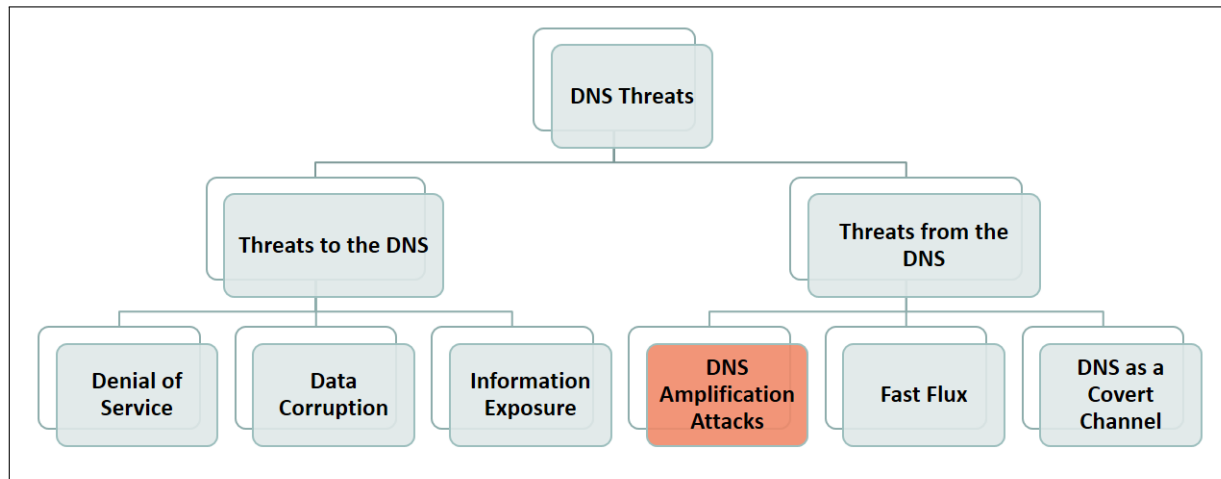 DNS Threats
Threats to the DNS
Threats from the
DNS
Denial of
Service
Data
Corruption
Information
Exposure
DNS
Amplification
Attacks
Fast Flux
DNS as a
Covert
Channel